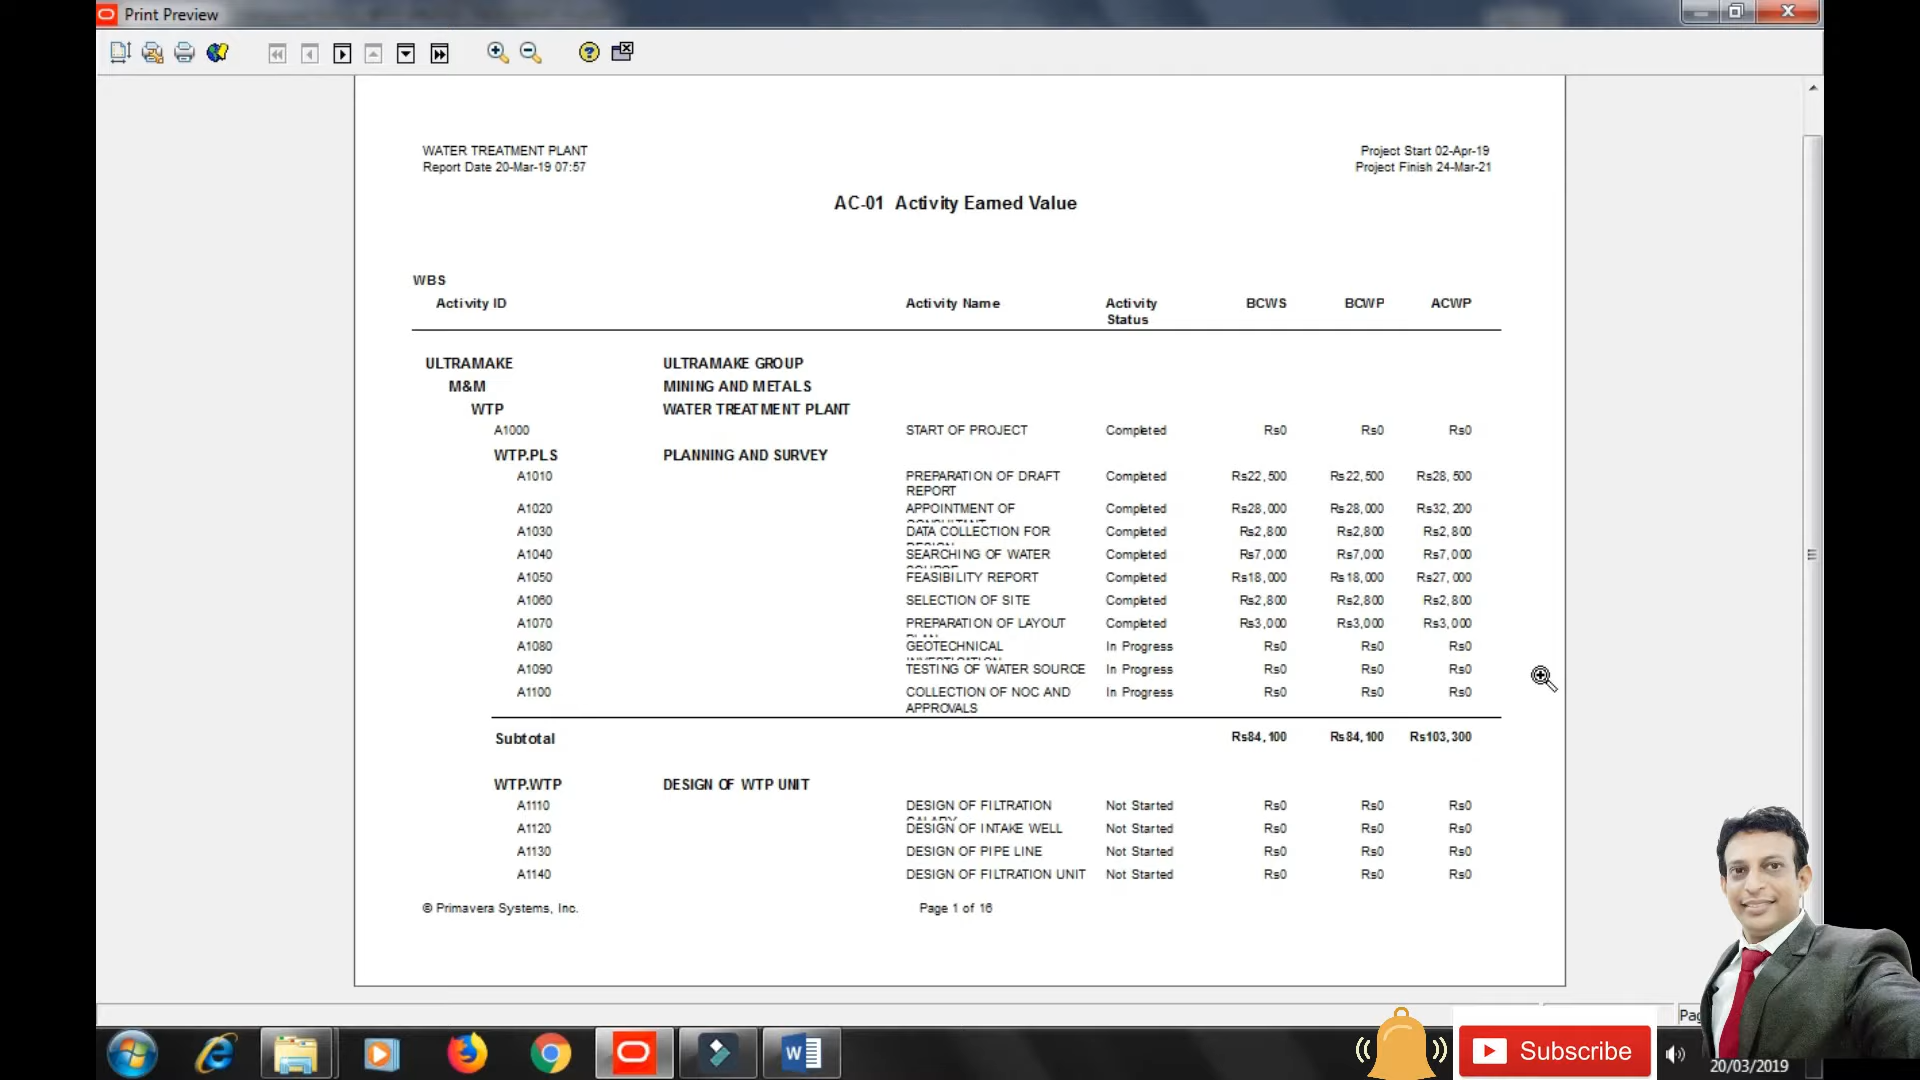 Print Preview
WATER TREATMENT PLANT
Project Start 02-Apr-19
Report Date 20-Mar-19 07:57
Project Finish 24-Mar-21
AC-01 Activity Earned Value
WBS
Activity ID Activity Name Activity Status BCWS BCWP ACWP
ULTRAMAKE ULTRAMAKE GROUP
M&M MINING AND METALS
WTP WATER TREATMENT PLANT
A1000 START OF PROJECT Completed Rs0 Rs0 Rs0
WTP.PLS PLANNING AND SURVEY
A1010 PREPARATION OF DRAFT Completed Rs22,500 Rs22,500 Rs28,500
REPORT
A1020 APPOINTMENT OF Completed Rs28,000 Rs28,000 Rs32,200
A1030 DATA COLLECTION FOR Completed Rs2,800 Rs2,800 Rs2,800
A1040 SEARCHING OF WATER Completed Rs7,000 Rs7,000 Rs7,000
A1050 FEASIBILITY REPORT Completed Rs18,000 Rs18,000 Rs27,000
A1060 SELECTION OF SITE Completed Rs2,800 Rs2,800 Rs2,800
A1070 PREPARATION OF LAYOUT Completed Rs3,000 Rs3,000 Rs3,000
A1080 GEOTECHNICAL In Progress Rs0 Rs0 Rs0
A1090 TESTING OF WATER SOURCE In Progress Rs0 Rs0 Rs0
A1100 COLLECTION OF NOC AND In Progress Rs0 Rs0 Rs0
APPROVALS
Subtotal Rs84,100 Rs84,100 Rs103,300
WTP.WTP DESIGN OF WTP UNIT
A1110 DESIGN OF FILTRATION Not Started Rs0 Rs0 Rs0
A1120 DESIGN OF INTAKE WELL Not Started Rs0 Rs0 Rs0
A1130 DESIGN OF PIPE LINE Not Started Rs0 Rs0 Rs0
A1140 DESIGN OF FILTRATION UNIT Not Started Rs0 Rs0 Rs0
© Primavera Systems, Inc. Page 1 of 16
Subscribe
20/03/2019